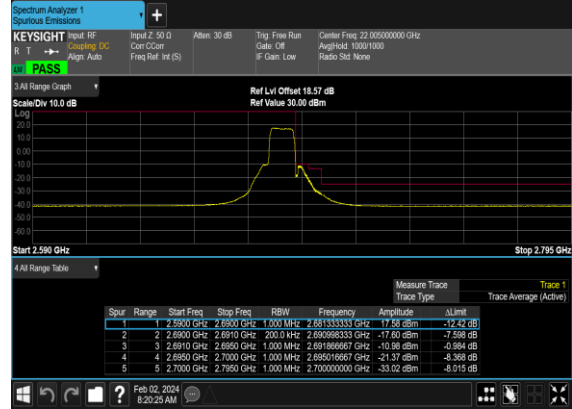 Spectrum Analyzer 1
Spurious Emissions
+
KEYSIGHT Input: RF Input Z: 50 Ω Atten: 30 dB Trig: Free Run Center Freq: 22.005000000 GHz
R T Coupling: DC Corr CCorr Gate: Off Avg|Hold: 1000/1000
Align: Auto Freq Ref: Int (S) IF Gain: Low Radio Std: None
PASS
3 All Range Graph Ref Lvl Offset 18.57 dB
Scale/Div 10.0 dB Ref Value 30.00 dBm
Log
20.0
10.0
0.00
-10.0
-20.0
-30.0
-40.0
-50.0
-60.0
Start 2.590 GHz Stop 2.795 GHz
4 All Range Table
Measure Trace Trace 1
Trace Type Trace Average (Active)
Spur Range Start Freq Stop Freq RBW Frequency Amplitude ΔLimit
1 1 2.5900 GHz 2.6900 GHz 1.000 MHz 2.681333333 GHz 17.58 dBm -12.42 dB
2 2 2.6900 GHz 2.6910 GHz 200.0 kHz 2.690998333 GHz -17.60 dBm -7.598 dB
3 3 2.6910 GHz 2.6950 GHz 1.000 MHz 2.691866667 GHz -10.98 dBm -0.984 dB
4 4 2.6950 GHz 2.7000 GHz 1.000 MHz 2.695016667 GHz -21.37 dBm -8.368 dB
5 5 2.7000 GHz 2.7950 GHz 1.000 MHz 2.700000000 GHz -33.02 dBm -8.015 dB
? Feb 02, 2024
8:20:25 AM